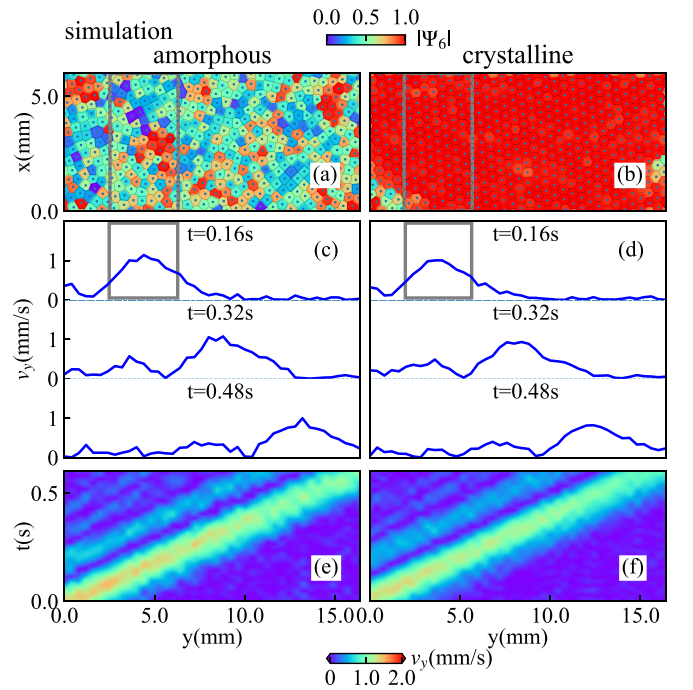 simulation
0.0 0.5 1.0
|Ψ6|
amorphous crystalline
x(mm)
5.0
0.0
(a) (b)
t=0.16s (c) t=0.16s (d)
1
0
t=0.32s t=0.32s
1
0
vy(mm/s)
t=0.48s t=0.48s
1
0
t(s)
0.5
0.0
(e) (f)
0.0 5.0 10.0 15.0 0.0 5.0 10.0 15.0
y(mm) y(mm)
vy(mm/s)
0 1.0 2.0